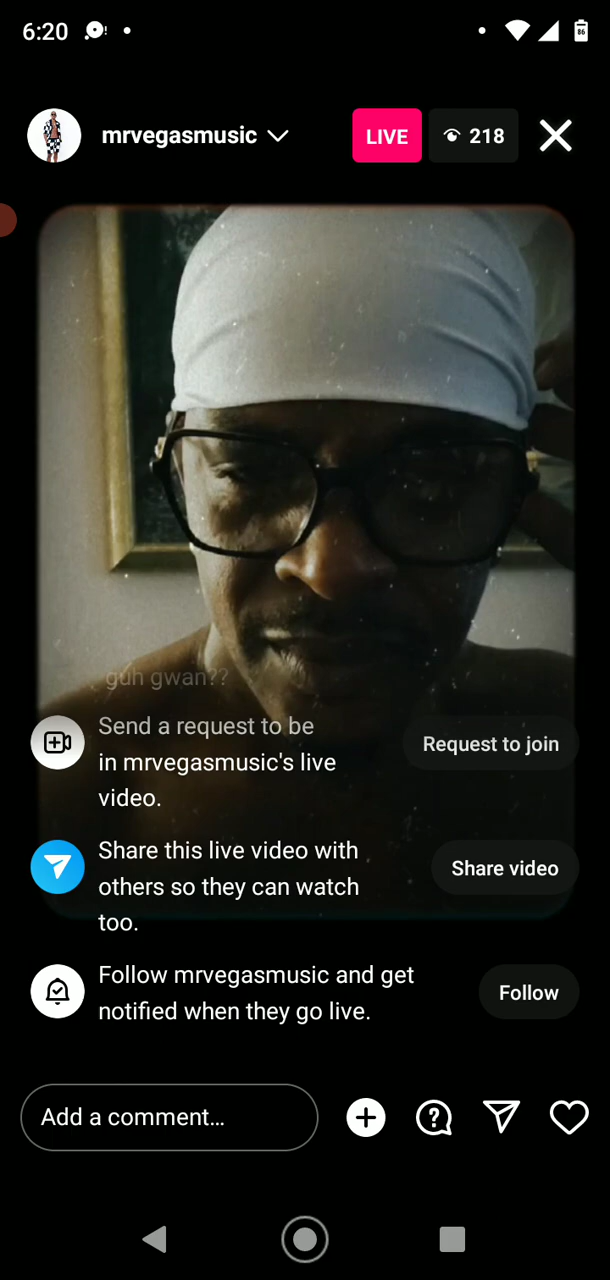 6:20
86
mrvegasmusic
LIVE
218
guh gwan??
Send a request to be
in mrvegasmusic's live
video.
Request to join
Share this live video with
others so they can watch
too.
Share video
Follow mrvegasmusic and get
notified when they go live.
Follow
Add a comment...